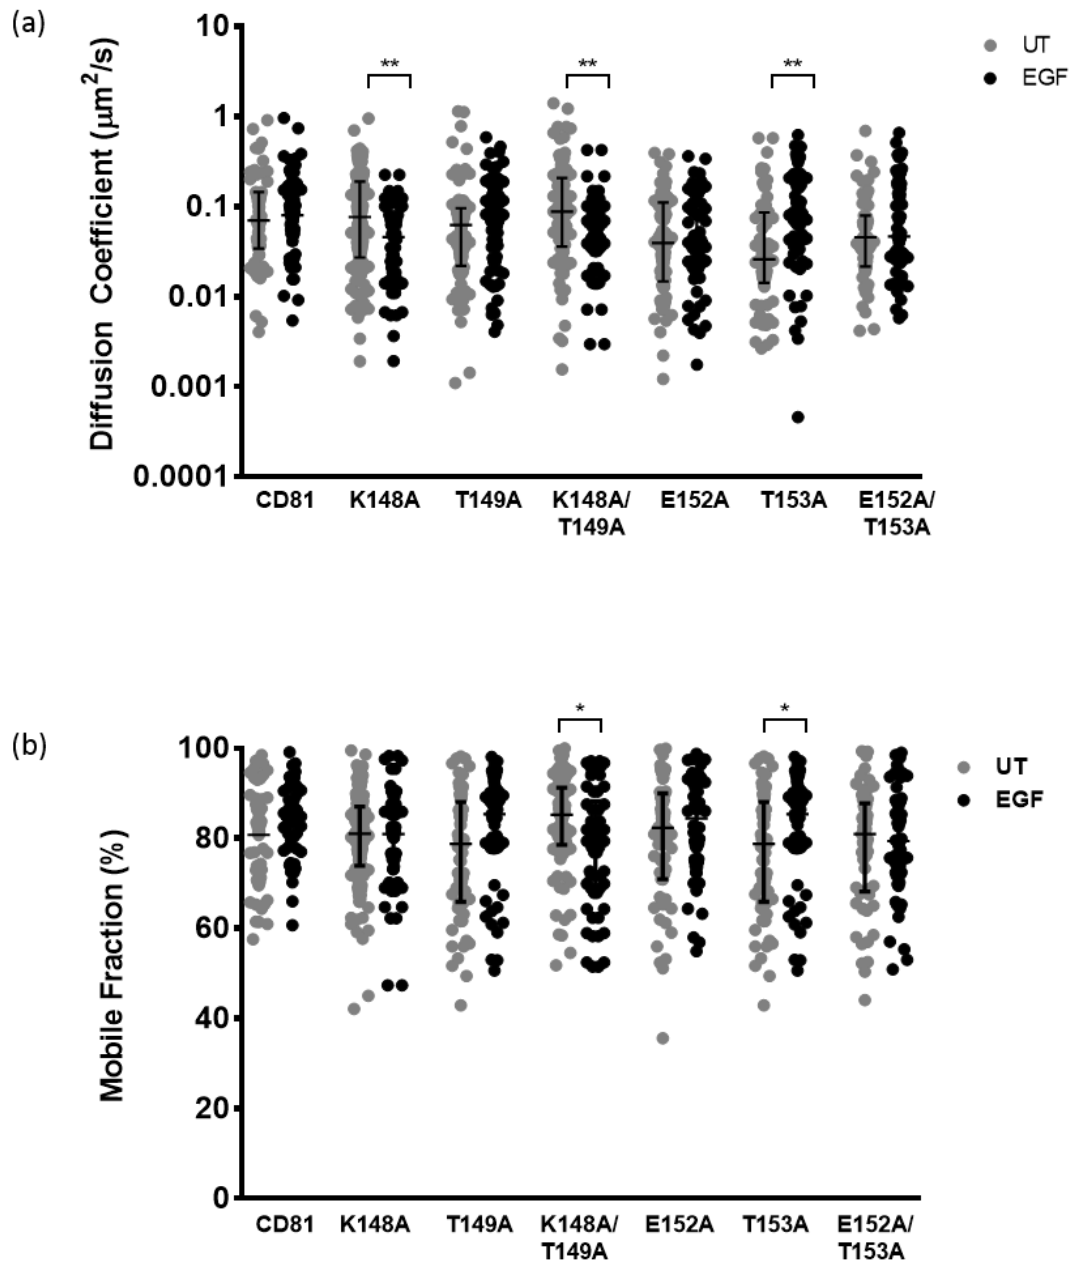 (a)
UT
EGF
Diffusion Coefficient (μm²/s)
10
1
0.1
0.01
0.001
0.0001
**
**
**
CD81
K148A
T149A
K148A/
T149A
E152A
T153A
E152A/
T153A
(b)
UT
EGF
Mobile Fraction (%)
100
80
60
40
20
0
*
*
CD81
K148A
T149A
K148A/
T149A
E152A
T153A
E152A/
T153A